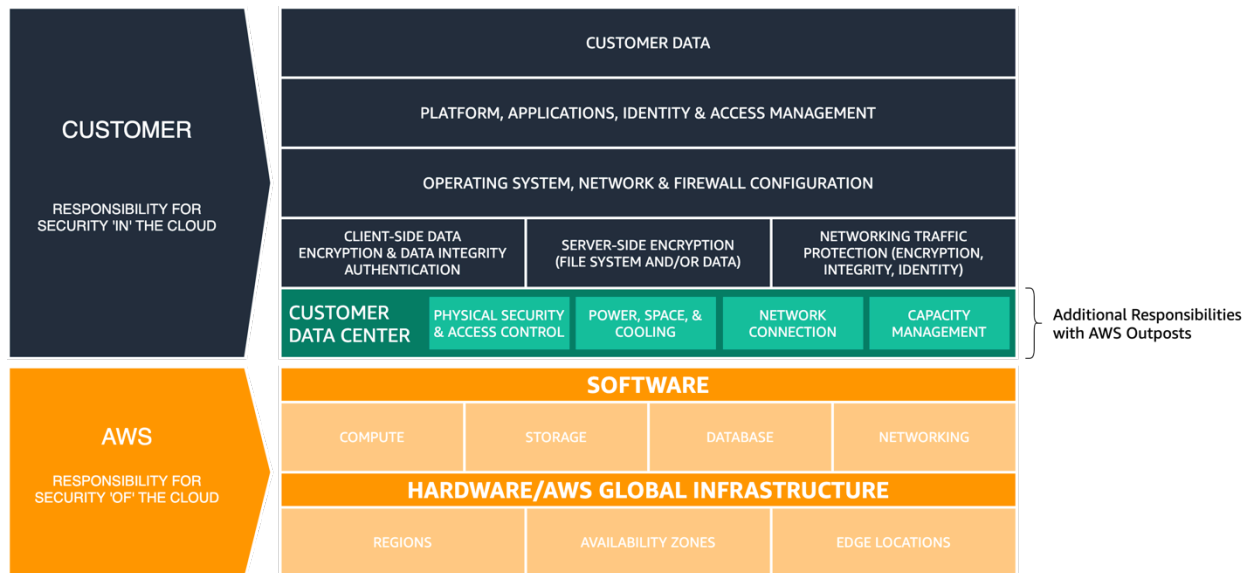 CUSTOMER
RESPONSIBILITY FOR
SECURITY 'IN' THE CLOUD
CUSTOMER DATA
PLATFORM, APPLICATIONS, IDENTITY & ACCESS MANAGEMENT
OPERATING SYSTEM, NETWORK & FIREWALL CONFIGURATION
CLIENT-SIDE DATA
ENCRYPTION & DATA INTEGRITY
AUTHENTICATION
SERVER-SIDE ENCRYPTION
(FILE SYSTEM AND/OR DATA)
NETWORKING TRAFFIC
PROTECTION (ENCRYPTION,
INTEGRITY, IDENTITY)
CUSTOMER
DATA CENTER
PHYSICAL SECURITY
& ACCESS CONTROL
POWER, SPACE, &
COOLING
NETWORK
CONNECTION
CAPACITY
MANAGEMENT
Additional Responsibilities
with AWS Outposts
AWS
RESPONSIBILITY FOR
SECURITY 'OF' THE CLOUD
SOFTWARE
COMPUTE
STORAGE
DATABASE
NETWORKING
HARDWARE/AWS GLOBAL INFRASTRUCTURE
REGIONS
AVAILABILITY ZONES
EDGE LOCATIONS